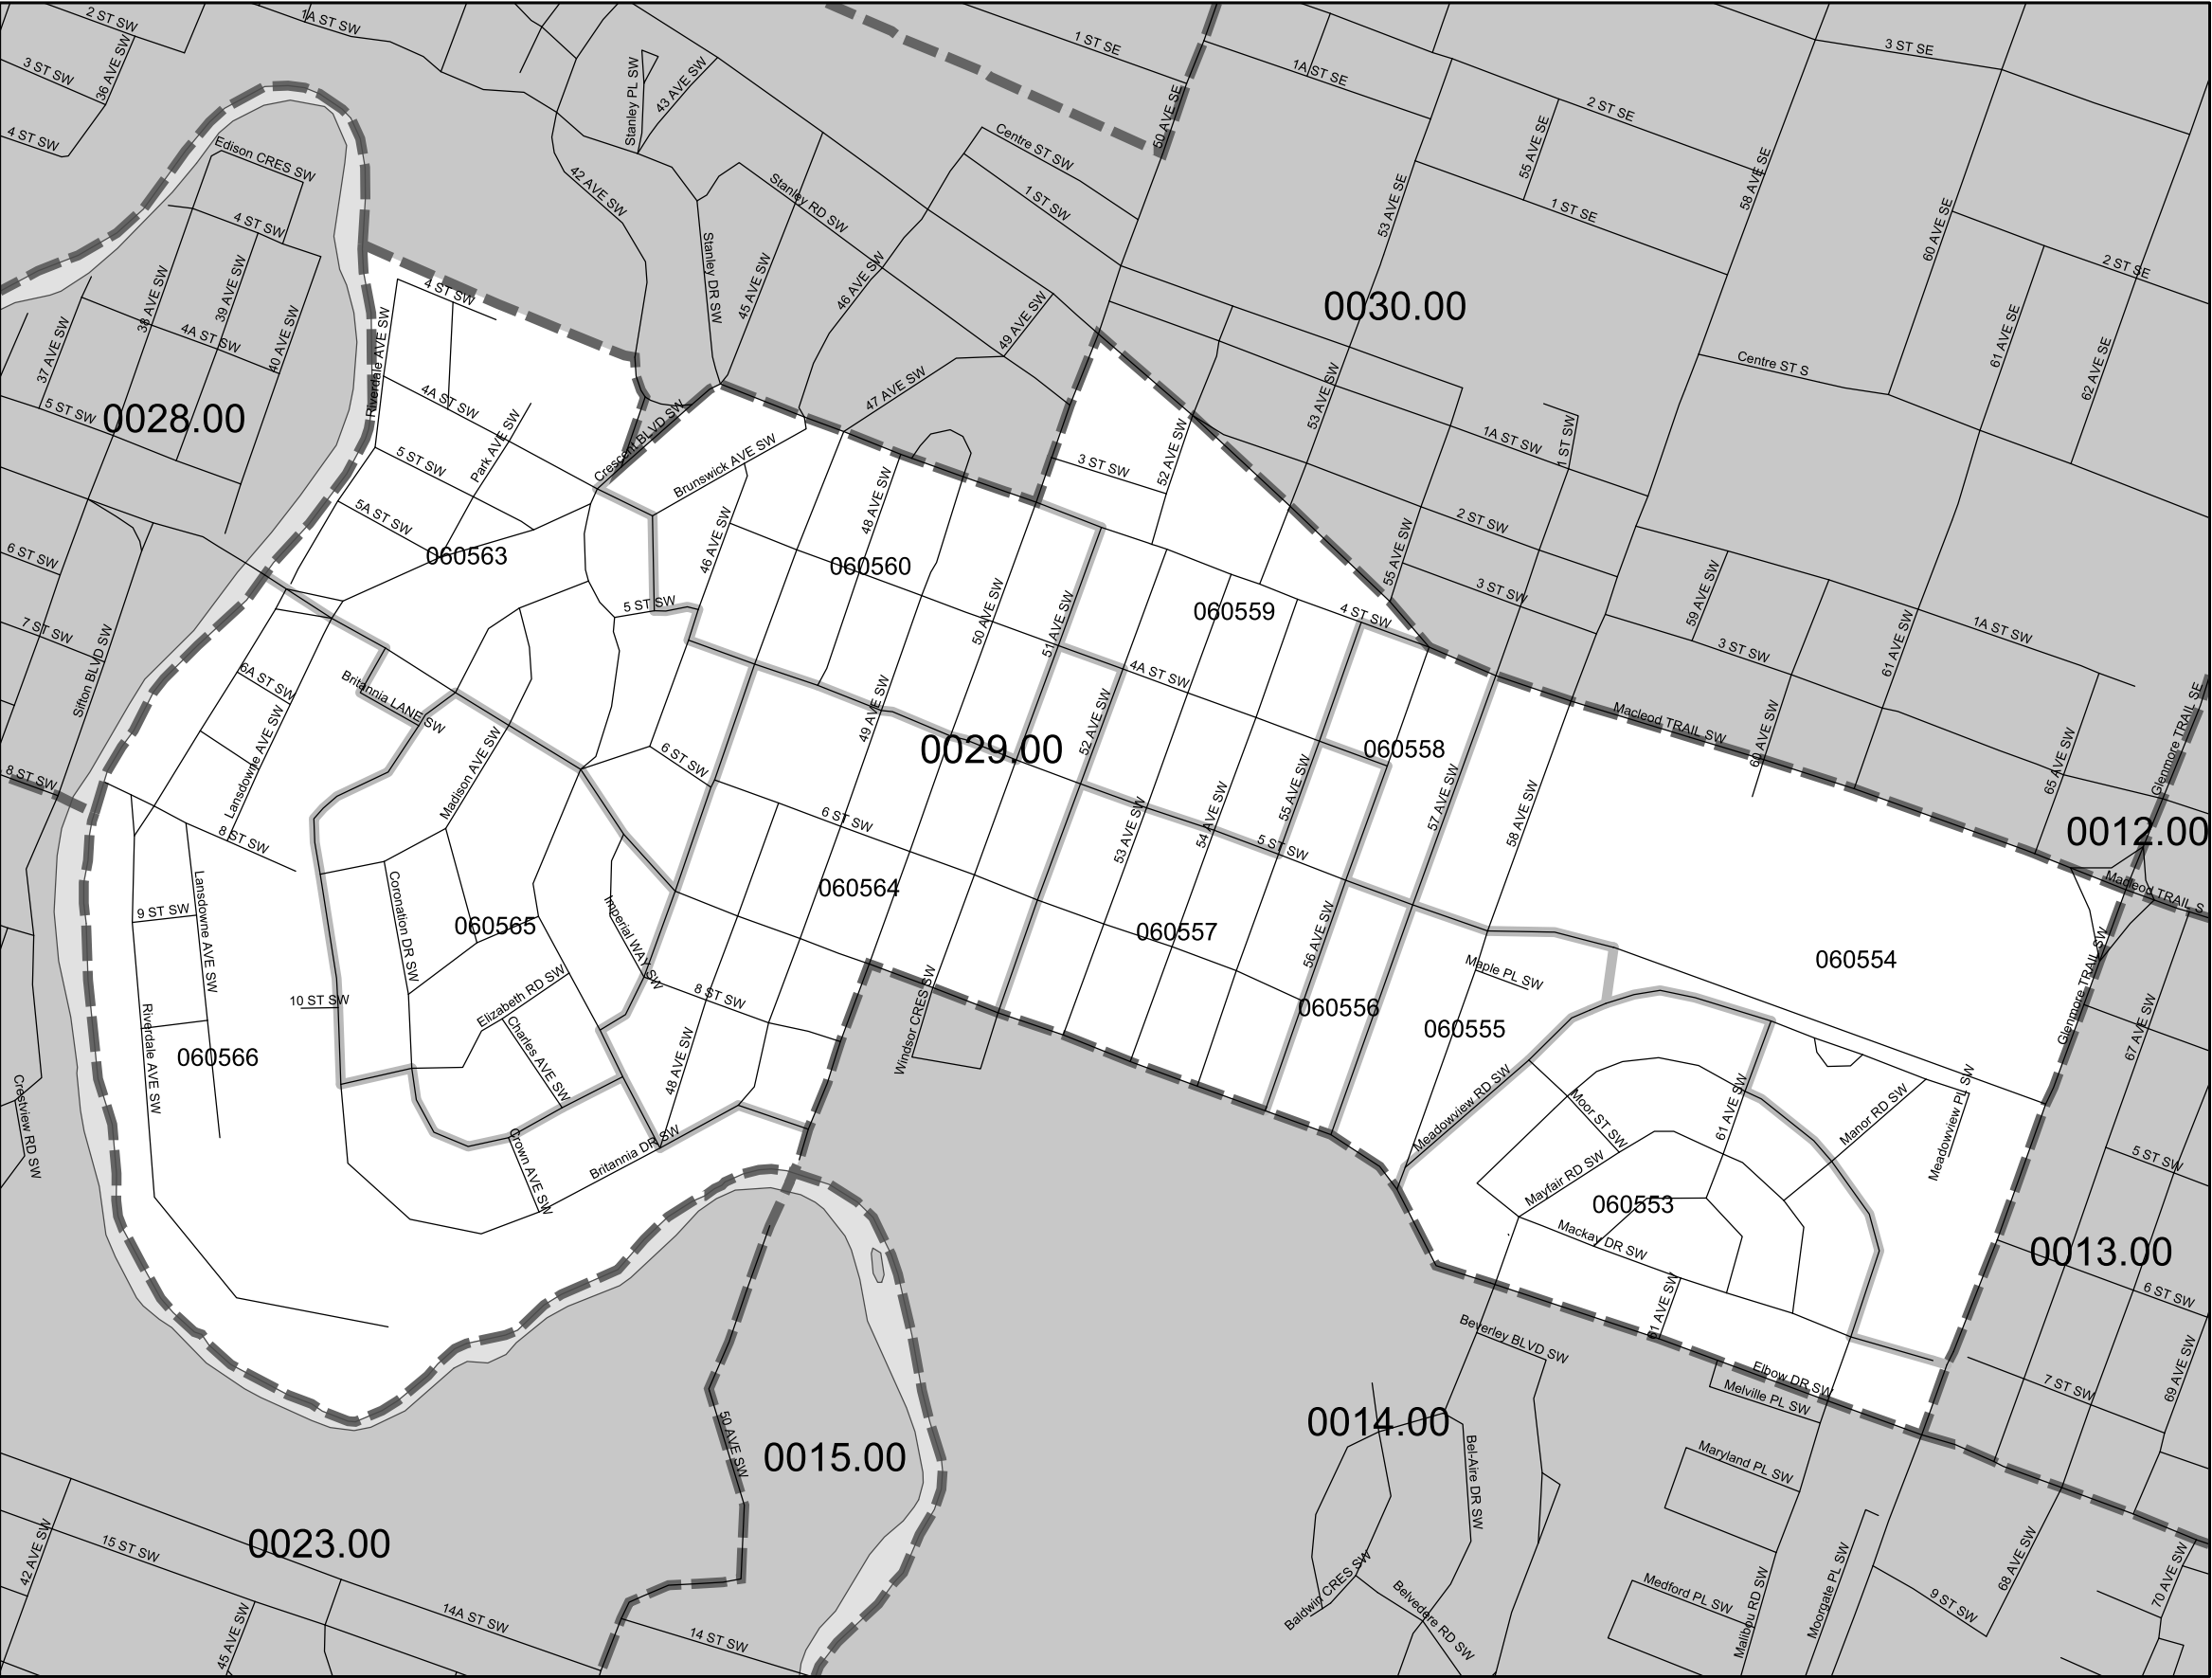 2 ST SW
1A ST SW
3 ST SW
36 AVE SW
4 ST SW
Stanley PL SW
43 AVE SW
1 ST SE
50 AVE SE
1A ST SE
2 ST SE
3 ST SE
55 AVE SE
58 AVE SE
53 AVE SE
1 ST SE
60 AVE SE
2 ST SE
61 AVE SE
62 AVE SE
Centre ST S
Edison CRES SW
4 ST SW
42 AVE SW
Stanley RD SW
Centre ST SW
1 ST SW
Stanley DR SW
45 AVE SW
46 AVE SW
49 AVE SW
47 AVE SW
38 AVE SW
39 AVE SW
40 AVE SW
37 AVE SW
4A ST SW
5 ST SW
0028.00
0030.00
Riverdale AVE SW
4 ST SW
4A ST SW
5 ST SW
Park AVE SW
5A ST SW
060563
Crescent BLVD SW
Brunswick AVE SW
46 AVE SW
48 AVE SW
060560
5 ST SW
50 AVE SW
51 AVE SW
3 ST SW
52 AVE SW
53 AVE SW
1A ST SW
1 ST SW
2 ST SW
55 AVE SW
3 ST SW
4 ST SW
060559
4A ST SW
59 AVE SW
3 ST SW
61 AVE SW
1A ST SW
60 AVE SW
65 AVE SW
Glenmore TRAIL SE
Macleod TRAIL SW
Macleod TRAIL S
0012.00
6 ST SW
7 ST SW
Sifton BLVD SW
8 ST SW
6A ST SW
Lansdowne AVE SW
Britannia LANE SW
Madison AVE SW
8 ST SW
6 ST SW
49 AVE SW
0029.00
52 AVE SW
53 AVE SW
54 AVE SW
55 AVE SW
060558
57 AVE SW
58 AVE SW
5 ST SW
6 ST SW
060564
060557
56 AVE SW
060556
Maple PL SW
060555
060554
Glenmore TRAIL SW
67 AVE SW
9 ST SW
Lansdowne AVE SW
Coronation DR SW
060565
Imperial WAY SW
10 ST SW
Elizabeth RD SW
Charles AVE SW
8 ST SW
48 AVE SW
Windsor CRES SW
Riverdale AVE SW
060566
Crown AVE SW
Britannia DR SW
Crestview RD SW
Meadowview RD SW
Moor ST SW
61 AVE SW
Manor RD SW
Meadowview PL SW
Mayfair RD SW
060553
Mackay DR SW
61 AVE SW
5 ST SW
0013.00
6 ST SW
69 AVE SW
7 ST SW
Beverley BLVD SW
Elbow DR SW
Melville PL SW
0014.00
Bel-Aire DR SW
Maryland PL SW
50 AVE SW
0015.00
0023.00
42 AVE SW
15 ST SW
14A ST SW
45 AVE SW
14 ST SW
Baldwin CRES SW
Belvedere RD SW
Medford PL SW
Malibou RD SW
Moorgate PL SW
9 ST SW
68 AVE SW
70 AVE SW